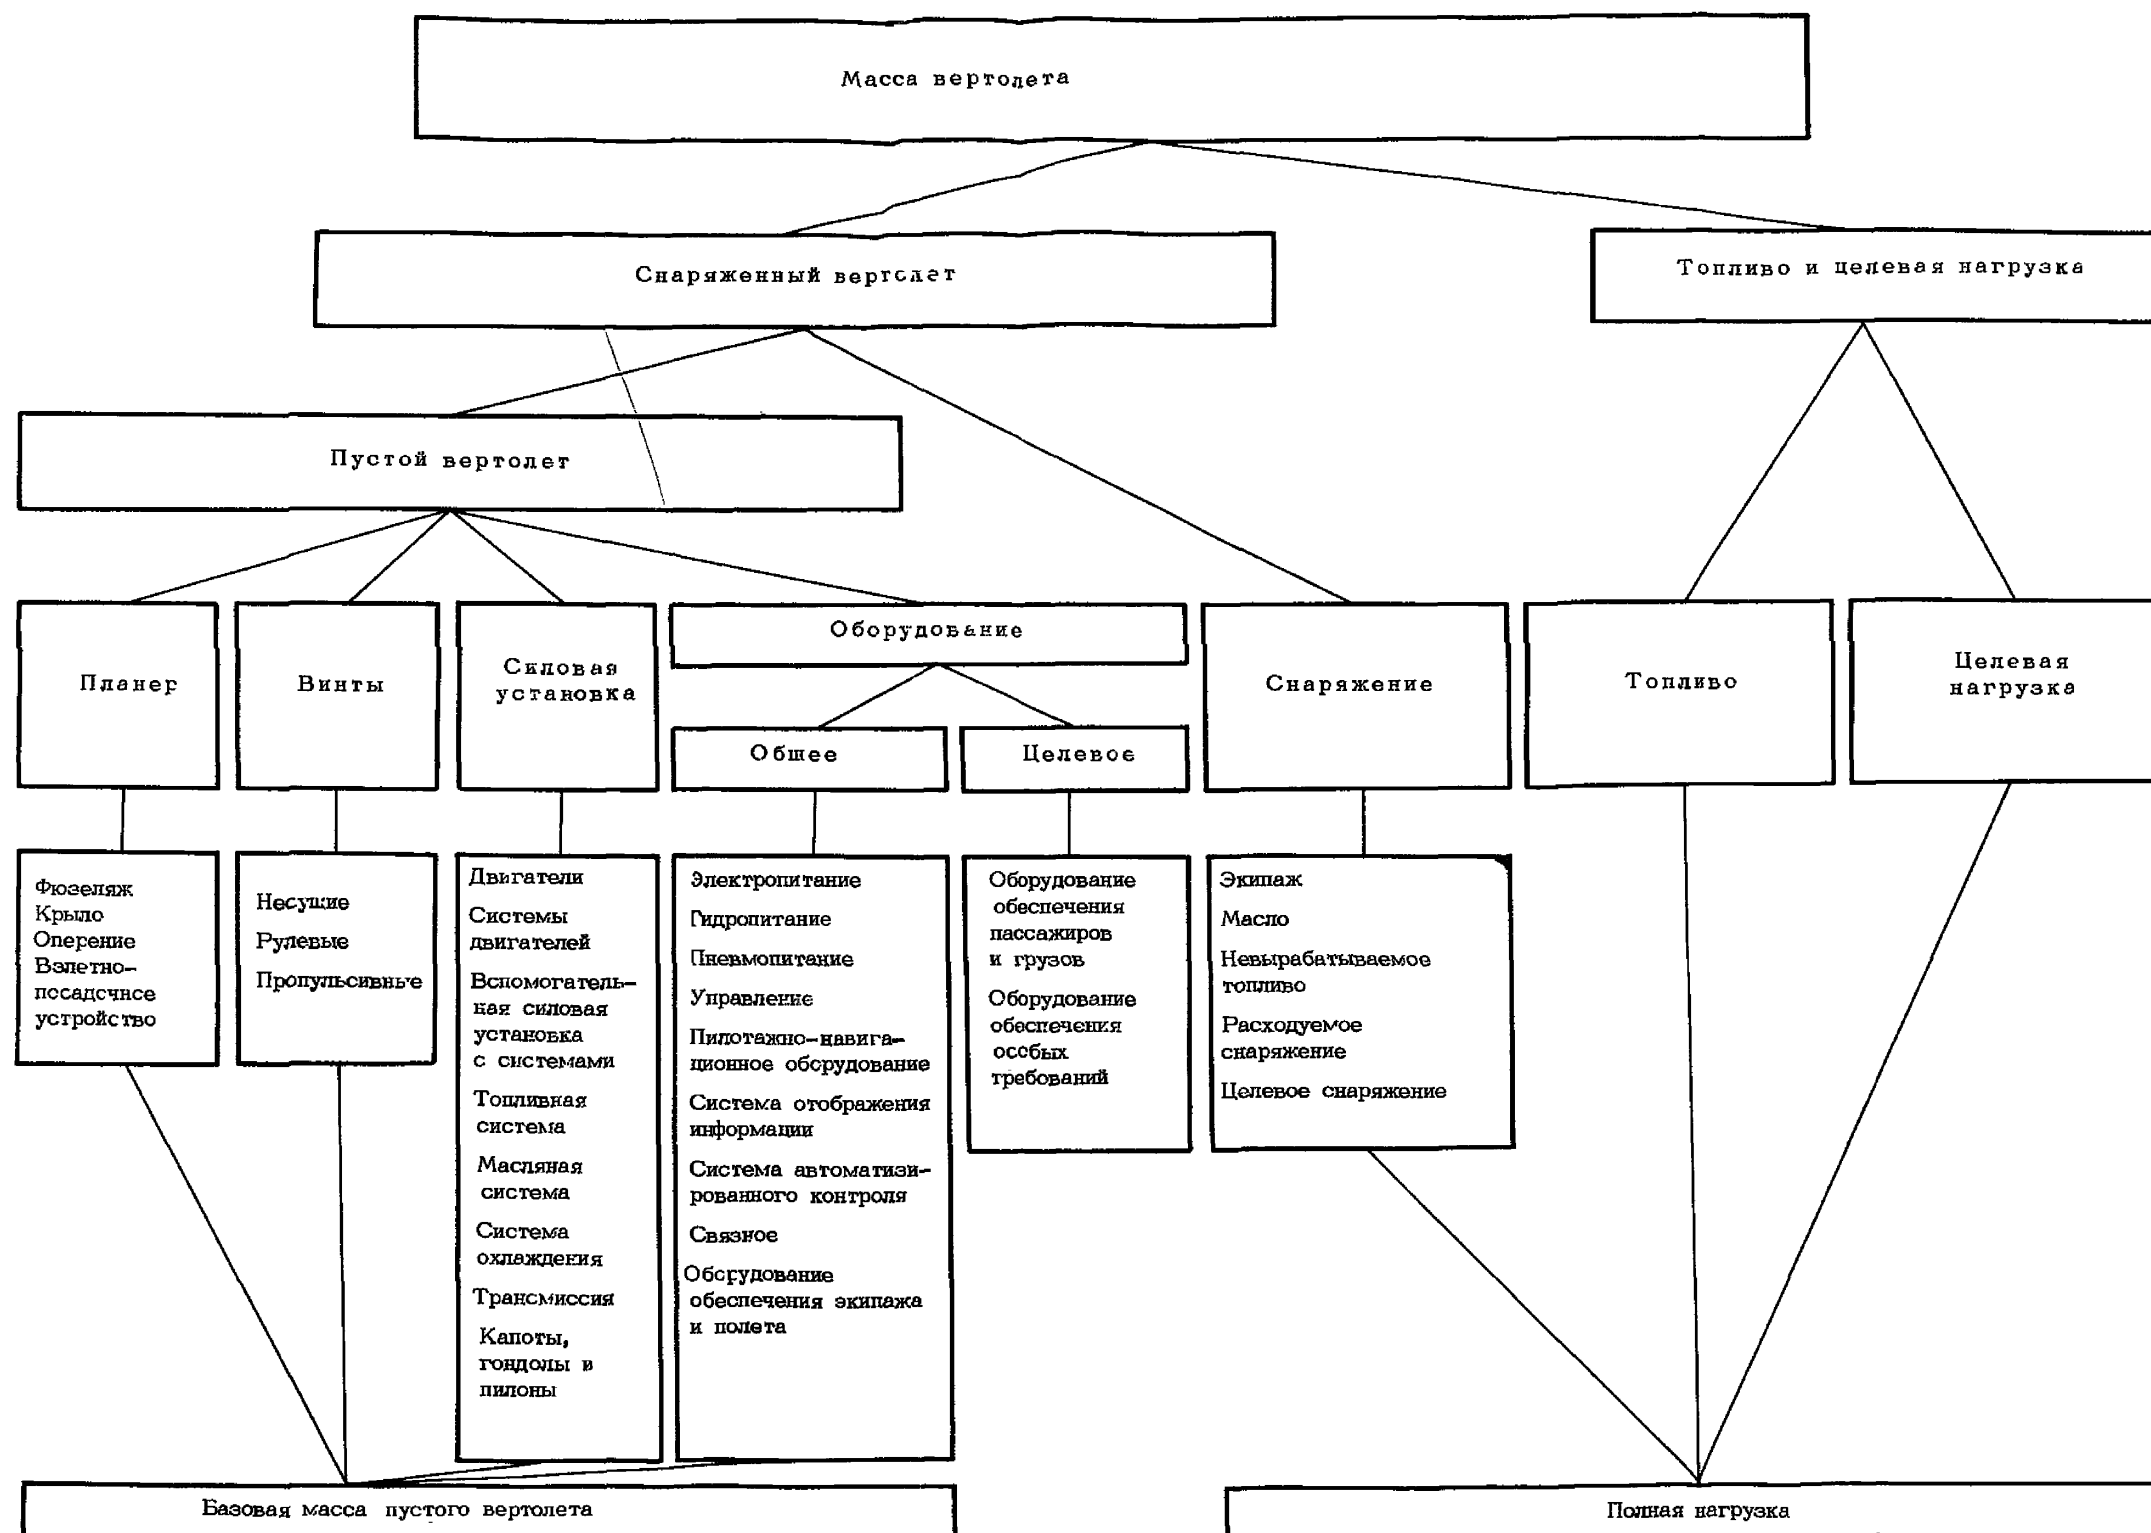 Масса вертолета
Снаряженный вертолет
Топливо и целевая нагрузка
Пустой вертолет
Планер
Винты
Силовая
установка
Оборудование
Общее
Целевое
Снаряжение
Топливо
Целевая
нагрузка
Фюзеляж
Крыло
Оперение
Взлетно-
посадочное
устройство
Несущие
Рулевые
Пропульсивные
Двигатели
Системы
двигателей
Вспомогатель-
ная силовая
установка
с системами
Топливная
система
Масляная
система
Система
охлаждения
Трансмиссия
Капоты,
гондолы и
пилоны
Электропитание
Гидропитание
Пневмопитание
Управление
Пилотажно-навига-
ционное оборудование
Система отображения
информации
Система автоматизи-
рованного контроля
Связное
Оборудование
обеспечения экипажа
и полета
Оборудование
обеспечения
пассажиров
и грузов
Оборудование
обеспечения
особых
требований
Экипаж
Масло
Невырабатываемое
топливо
Расходуемое
снаряжение
Целевое снаряжение
Базовая масса пустого вертолета
Полная нагрузка